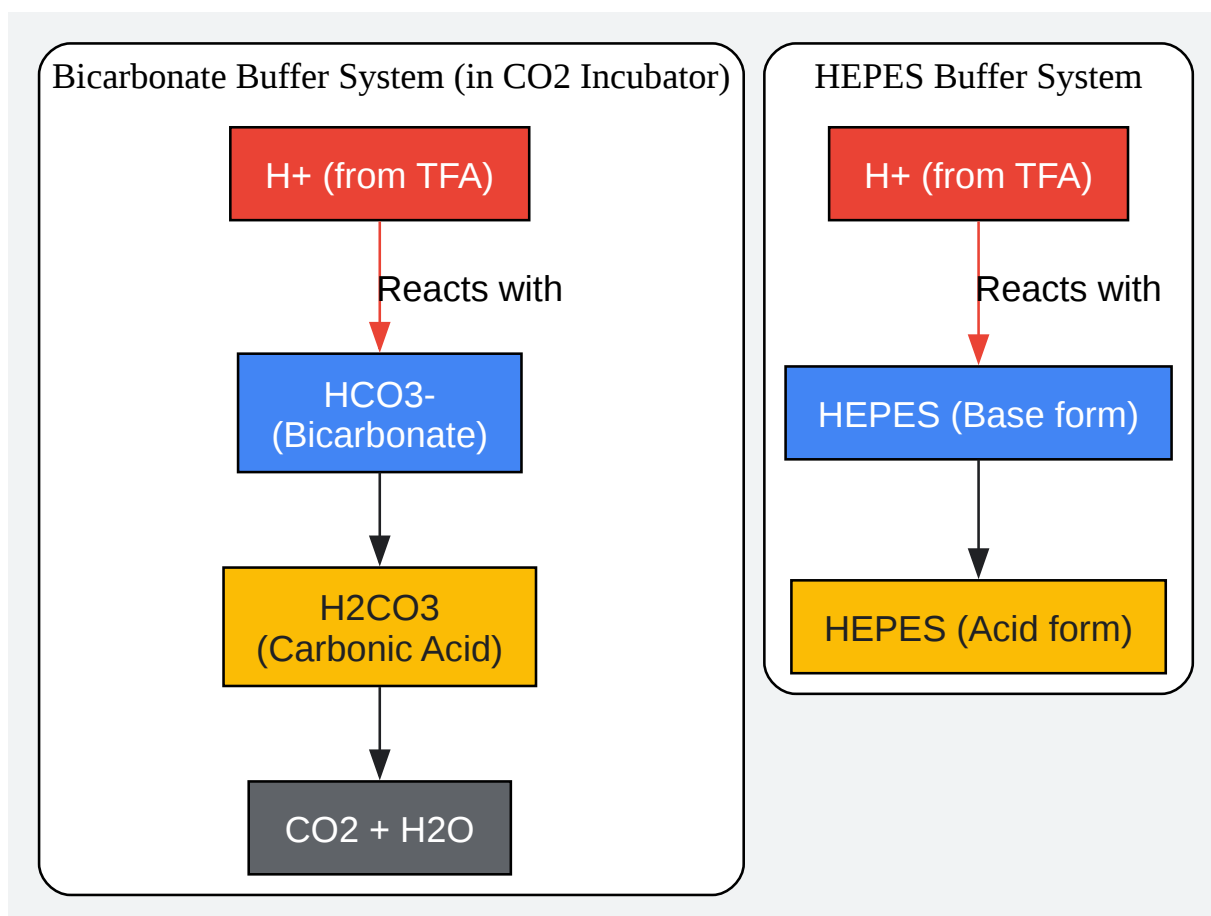 Bicarbonate Buffer System (in CO2 Incubator)
H+ (from TFA)
Reacts with
HCO3-
(Bicarbonate)
H2CO3
(Carbonic Acid)
CO2 + H2O
HEPES Buffer System
H+ (from TFA)
Reacts with
HEPES (Base form)
HEPES (Acid form)